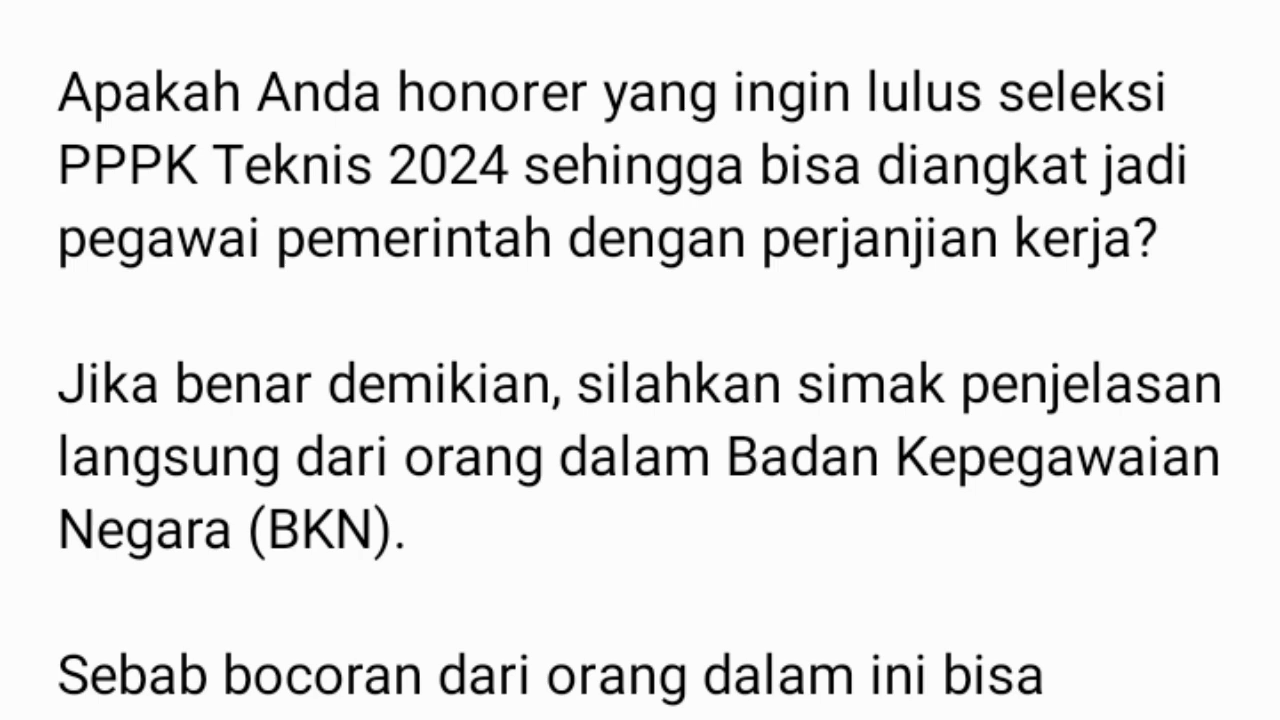 Apakah Anda honorer yang ingin lulus seleksi
PPPK Teknis 2024 sehingga bisa diangkat jadi
pegawai pemerintah dengan perjanjian kerja?
Jika benar demikian, silahkan simak penjelasan
langsung dari orang dalam Badan Kepegawaian
Negara (BKN).
Sebab bocoran dari orang dalam ini bisa